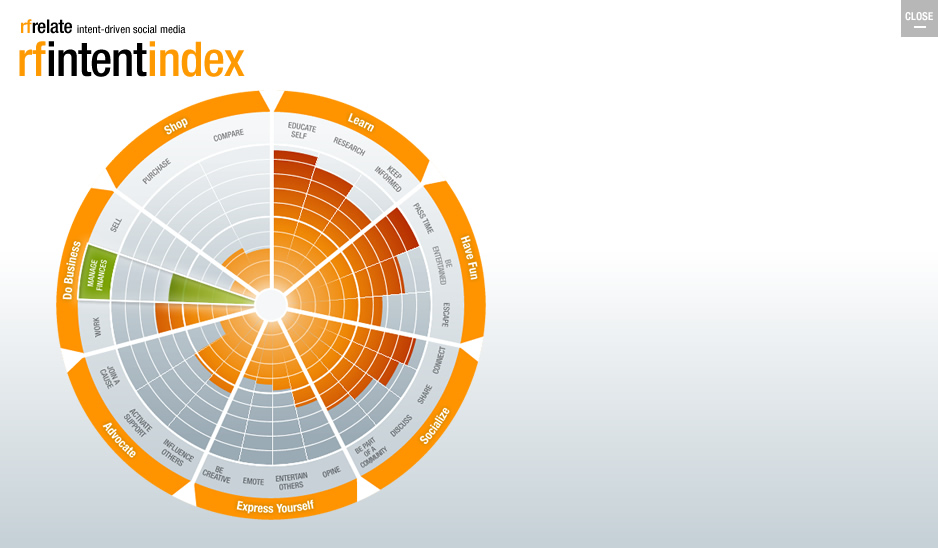 rfrelate intent-driven social media
rfintentindex
CLOSE
Shop
Learn
Have Fun
Socialize
Express Yourself
Advocate
Do Business
COMPARE
PURCHASE
EDUCATE
SELF
RESEARCH
KEEP
INFORMED
PASS TIME
BE
ENTERTAINED
ESCAPE
CONNECT
SHARE
DISCUSS
BE PART
OF A
COMMUNITY
OPINE
ENTERTAIN
OTHERS
EMOTE
BE
CREATIVE
INFLUENCE
OTHERS
ACTIVATE
SUPPORT
JOIN A
CAUSE
WORK
MANAGE
FINANCES
SELL